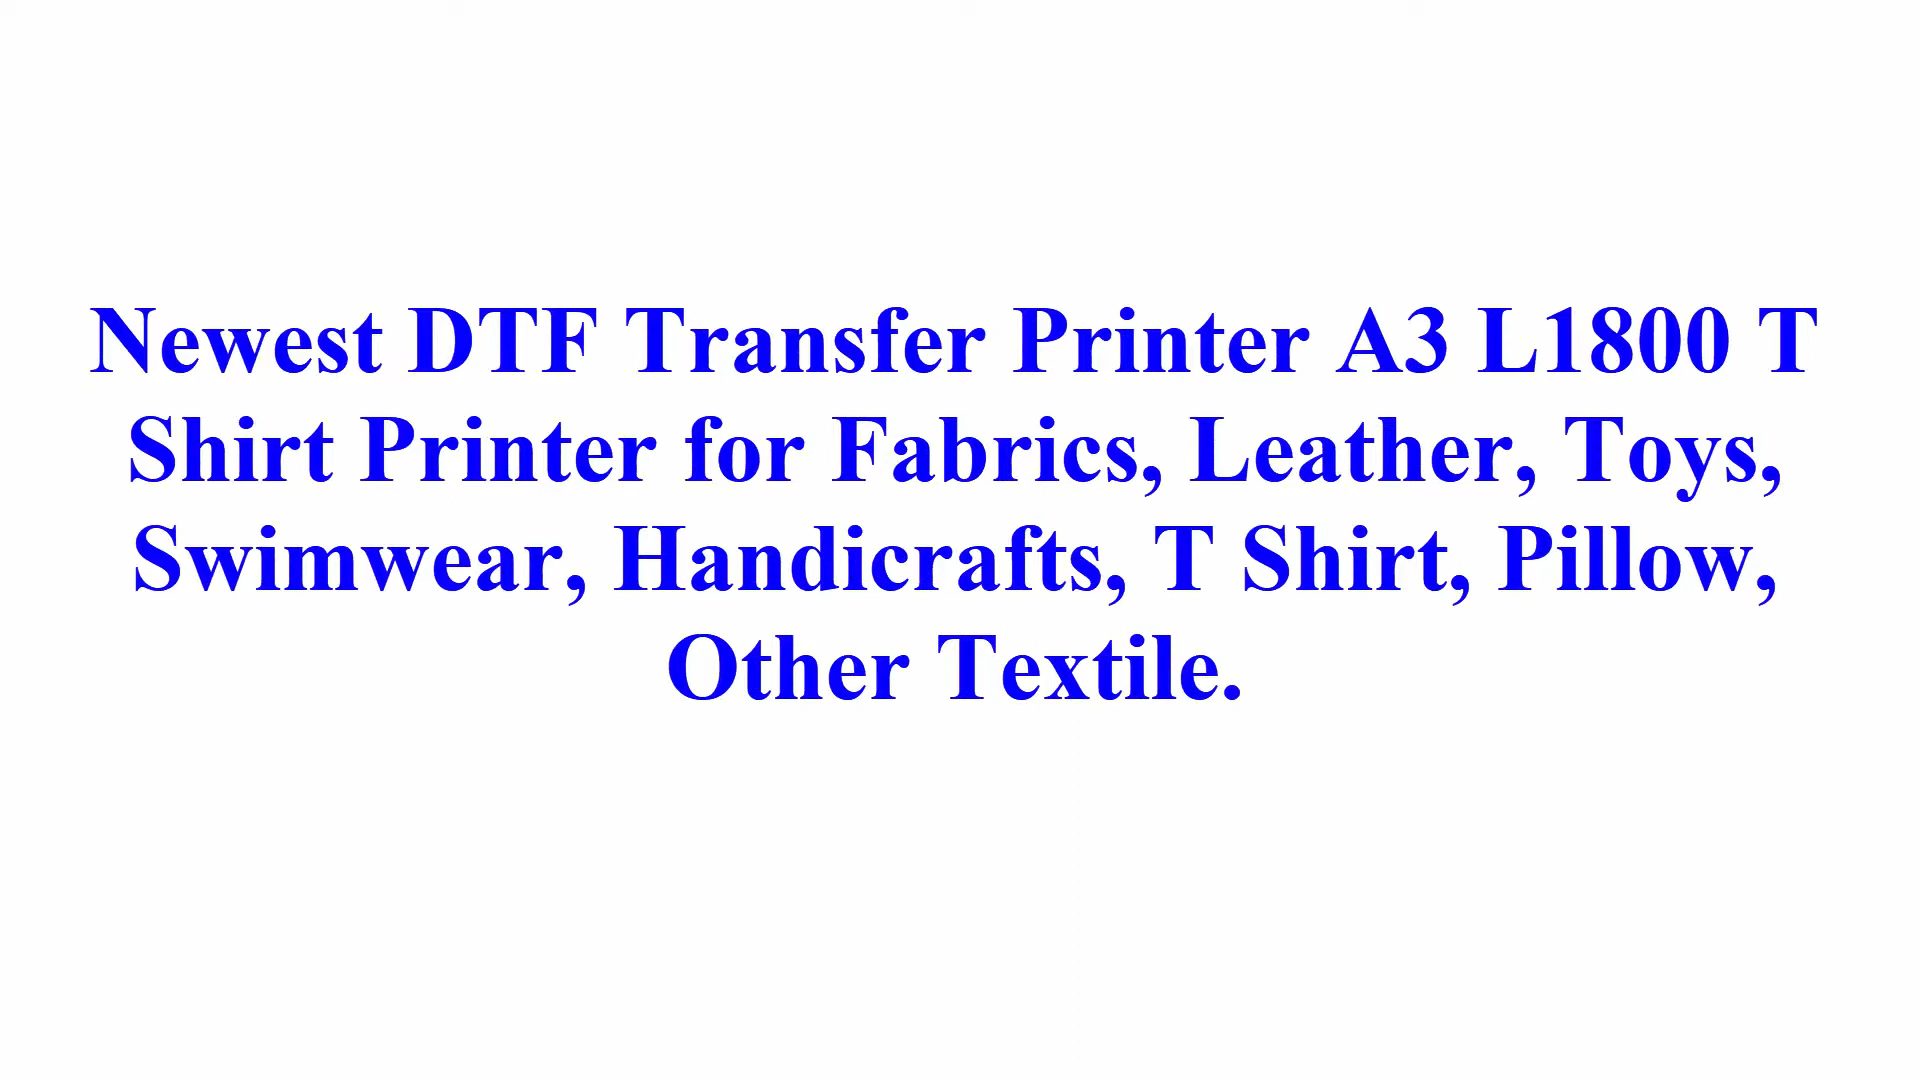 Newest DTF Transfer Printer A3 L1800 T
Shirt Printer for Fabrics, Leather, Toys,
Swimwear, Handicrafts, T Shirt, Pillow,
Other Textile.